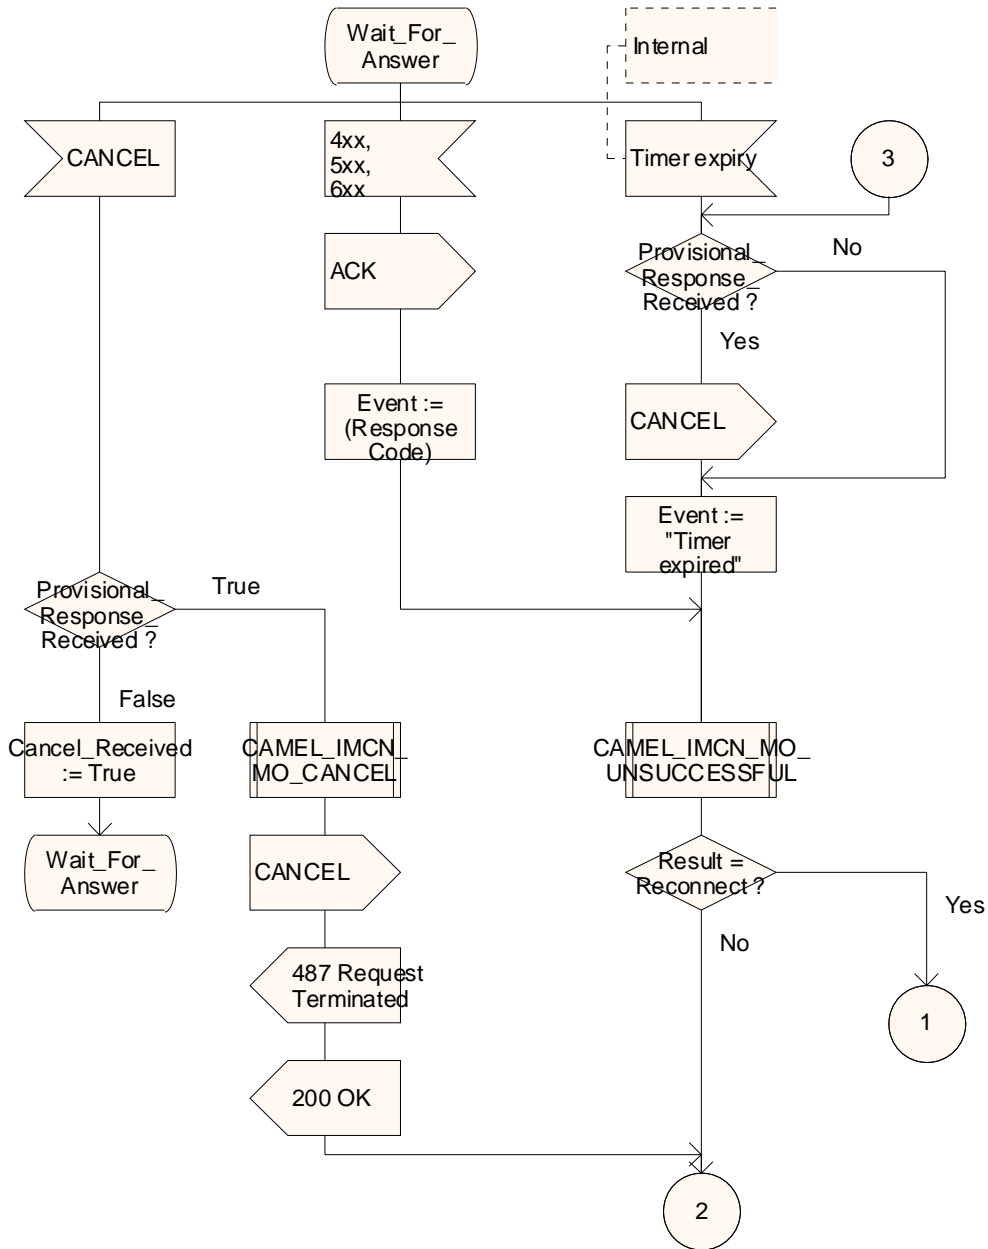 Wait_For_
Answer
Internal
CANCEL
4xx,
5xx,
6xx
Timer expiry
3
Provisional_
Response_
Received ?
No
ACK
Yes
Event :=
(Response
Code)
CANCEL
Event :=
"Timer
expired"
Provisional_
Response_
Received ?
True
False
Cancel_Received
:= True
CAMEL_IMCN_
MO_CANCEL
CAMEL_IMCN_MO_
UNSUCCESSFUL
Wait_For_
Answer
CANCEL
Result =
Reconnect ?
Yes
No
487 Request
Terminated
1
200 OK
2